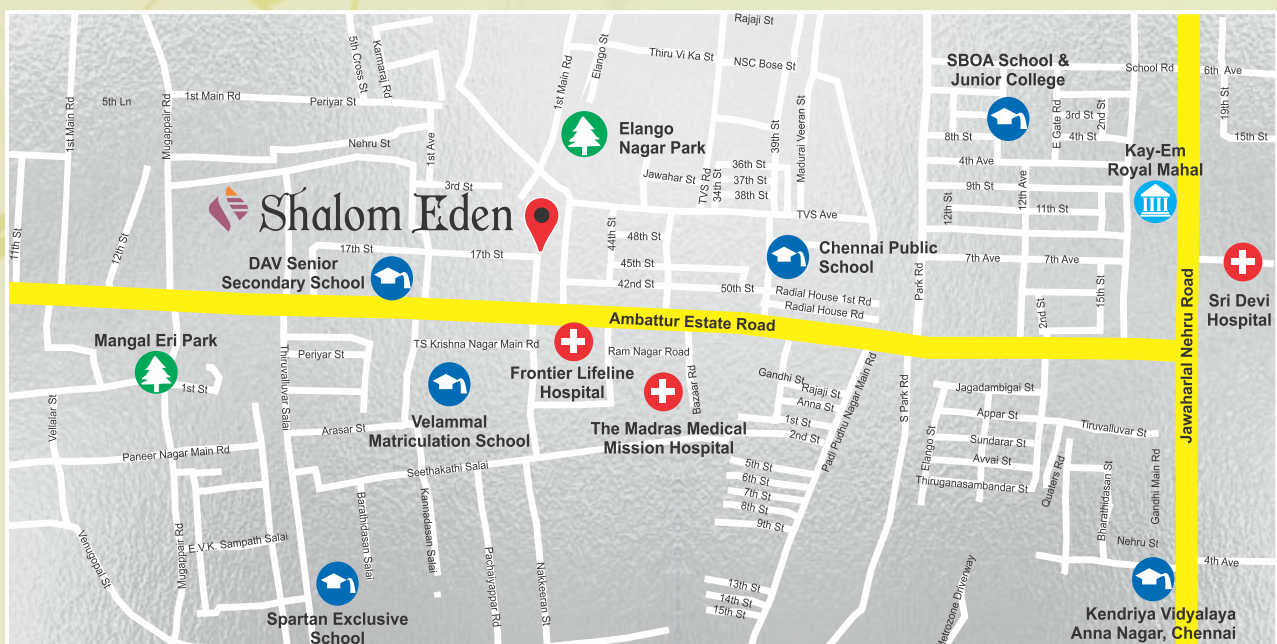 Rajaji St
Elango St
5th Cross St
Karmaraj Rd
Thiru Vi Ka St
NSC Bose St
SBOA School &
Junior College
School Rd
6th Ave
1st Main Rd
1st Main Rd
5th Ln
Mugappair Rd
1st Main Rd
Periyar St
19th St
Elango
Nagar Park
Madurai Veeran St
39th St
E Gate Rd
3rd St
2nd St
8th St
4th St
15th St
Nehru St
1st Ave
4th Ave
Kay-Em
Royal Mahal
36th St
Jawahar St
37th St
38th St
TVS Rd
34th St
3rd St
9th St
12th Ave
12th St
11th St
Shalom Eden
TVS Ave
44th St
48th St
11th St
12th St
17th St
17th St
DAV Senior
Secondary School
45th St
Chennai Public
School
7th Ave
7th Ave
Park Rd
42nd St
50th St
Radial House 1st Rd
Radial House Rd
15th St
2nd St
Sri Devi
Hospital
Ambattur Estate Road
Jawaharlal Nehru Road
Mangal Eri Park
Thiruvalluvar Salai
Periyar St
TS Krishna Nagar Main Rd
Ram Nagar Road
Frontier Lifeline
Hospital
Bazaar Rd
Gandhi St
Rajaji St
Anna St
1st St
2nd St
Padi Pudhu Nagar Main Rd
S Park Rd
Jagadambigai St
1st St
Vellalar St
Velammal
Matriculation School
Arasar St
The Madras Medical
Mission Hospital
Appar St
Tiruvalluvar St
Elango St
Sundarar St
Avvai St
Thiruganasambandar St
Quaters Rd
Paneer Nagar Main Rd
Seethakathi Salai
5th St
6th St
7th St
8th St
9th St
Bharathidasan St
Gandhi Main Rd
Barathidasan Salai
Kannadasan Salai
Venugopal St
Mugappair Rd
E.V.K. Sampath Salai
Pachaiyappar Rd
Nakkeeran St
Nehru St
4th Ave
13th St
14th St
15th St
Metrozone Driverway
Spartan Exclusive
School
Kendriya Vidyalaya
Anna Nagar, Chennai